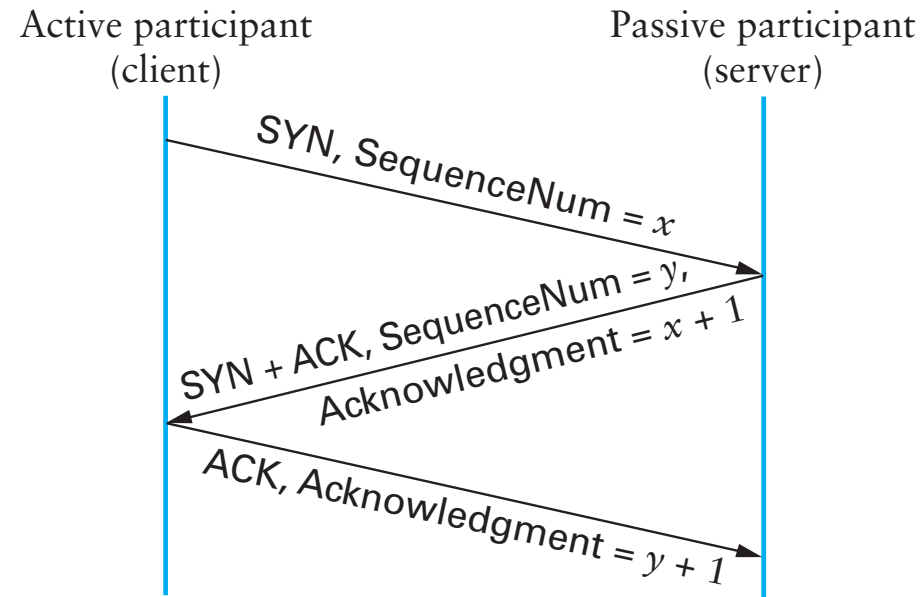 Active participant
(client)
Passive participant
(server)
SYN, SequenceNum = x
SYN + ACK, SequenceNum = y,
Acknowledgment = x + 1
ACK, Acknowledgment = y + 1